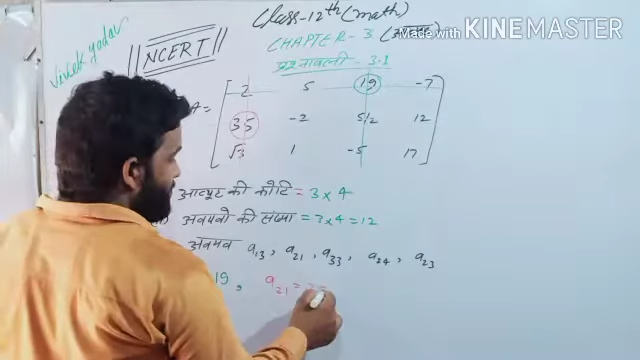 Class-12th (math)
Made with KINEMASTER
CHAPTER - 3 (आव्यूह)
vivek yadav
NCERT
प्रश्नावली - 3.1
A =
2 5 19 -7
35 -2 5/2 12
√3 1 -5 17
आव्यूह की कोटि = 3 × 4
अवयवों की संख्या = 3×4 = 12
अवयव a₁₃, a₂₁, a₃₃, a₂₄, a₂₃
19, a₂₁ =